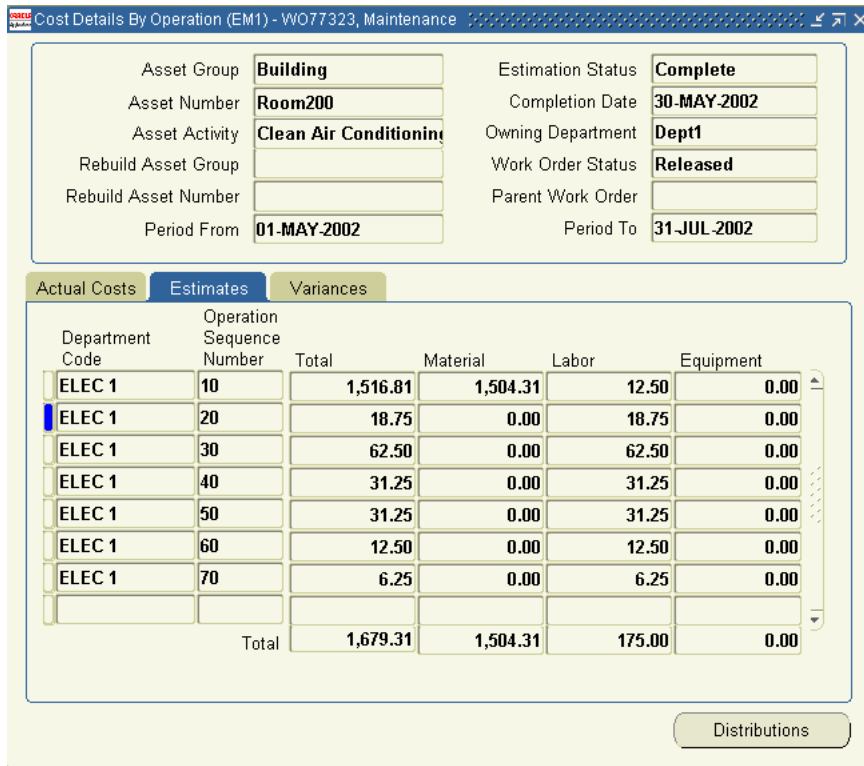 ORACLE
Cost Details By Operation (EM1) - WO77323, Maintenance
Asset Group Building Estimation Status Complete
Asset Number Room200 Completion Date 30-MAY-2002
Asset Activity Clean Air Conditioning Owning Department Dept1
Rebuild Asset Group Work Order Status Released
Rebuild Asset Number Parent Work Order
Period From 01-MAY-2002 Period To 31-JUL-2002
Actual Costs Estimates Variances
Operation
Department Sequence
Code Number Total Material Labor Equipment
ELEC 1 10 1,516.81 1,504.31 12.50 0.00
ELEC 1 20 18.75 0.00 18.75 0.00
ELEC 1 30 62.50 0.00 62.50 0.00
ELEC 1 40 31.25 0.00 31.25 0.00
ELEC 1 50 31.25 0.00 31.25 0.00
ELEC 1 60 12.50 0.00 12.50 0.00
ELEC 1 70 6.25 0.00 6.25 0.00
Total 1,679.31 1,504.31 175.00 0.00
Distributions